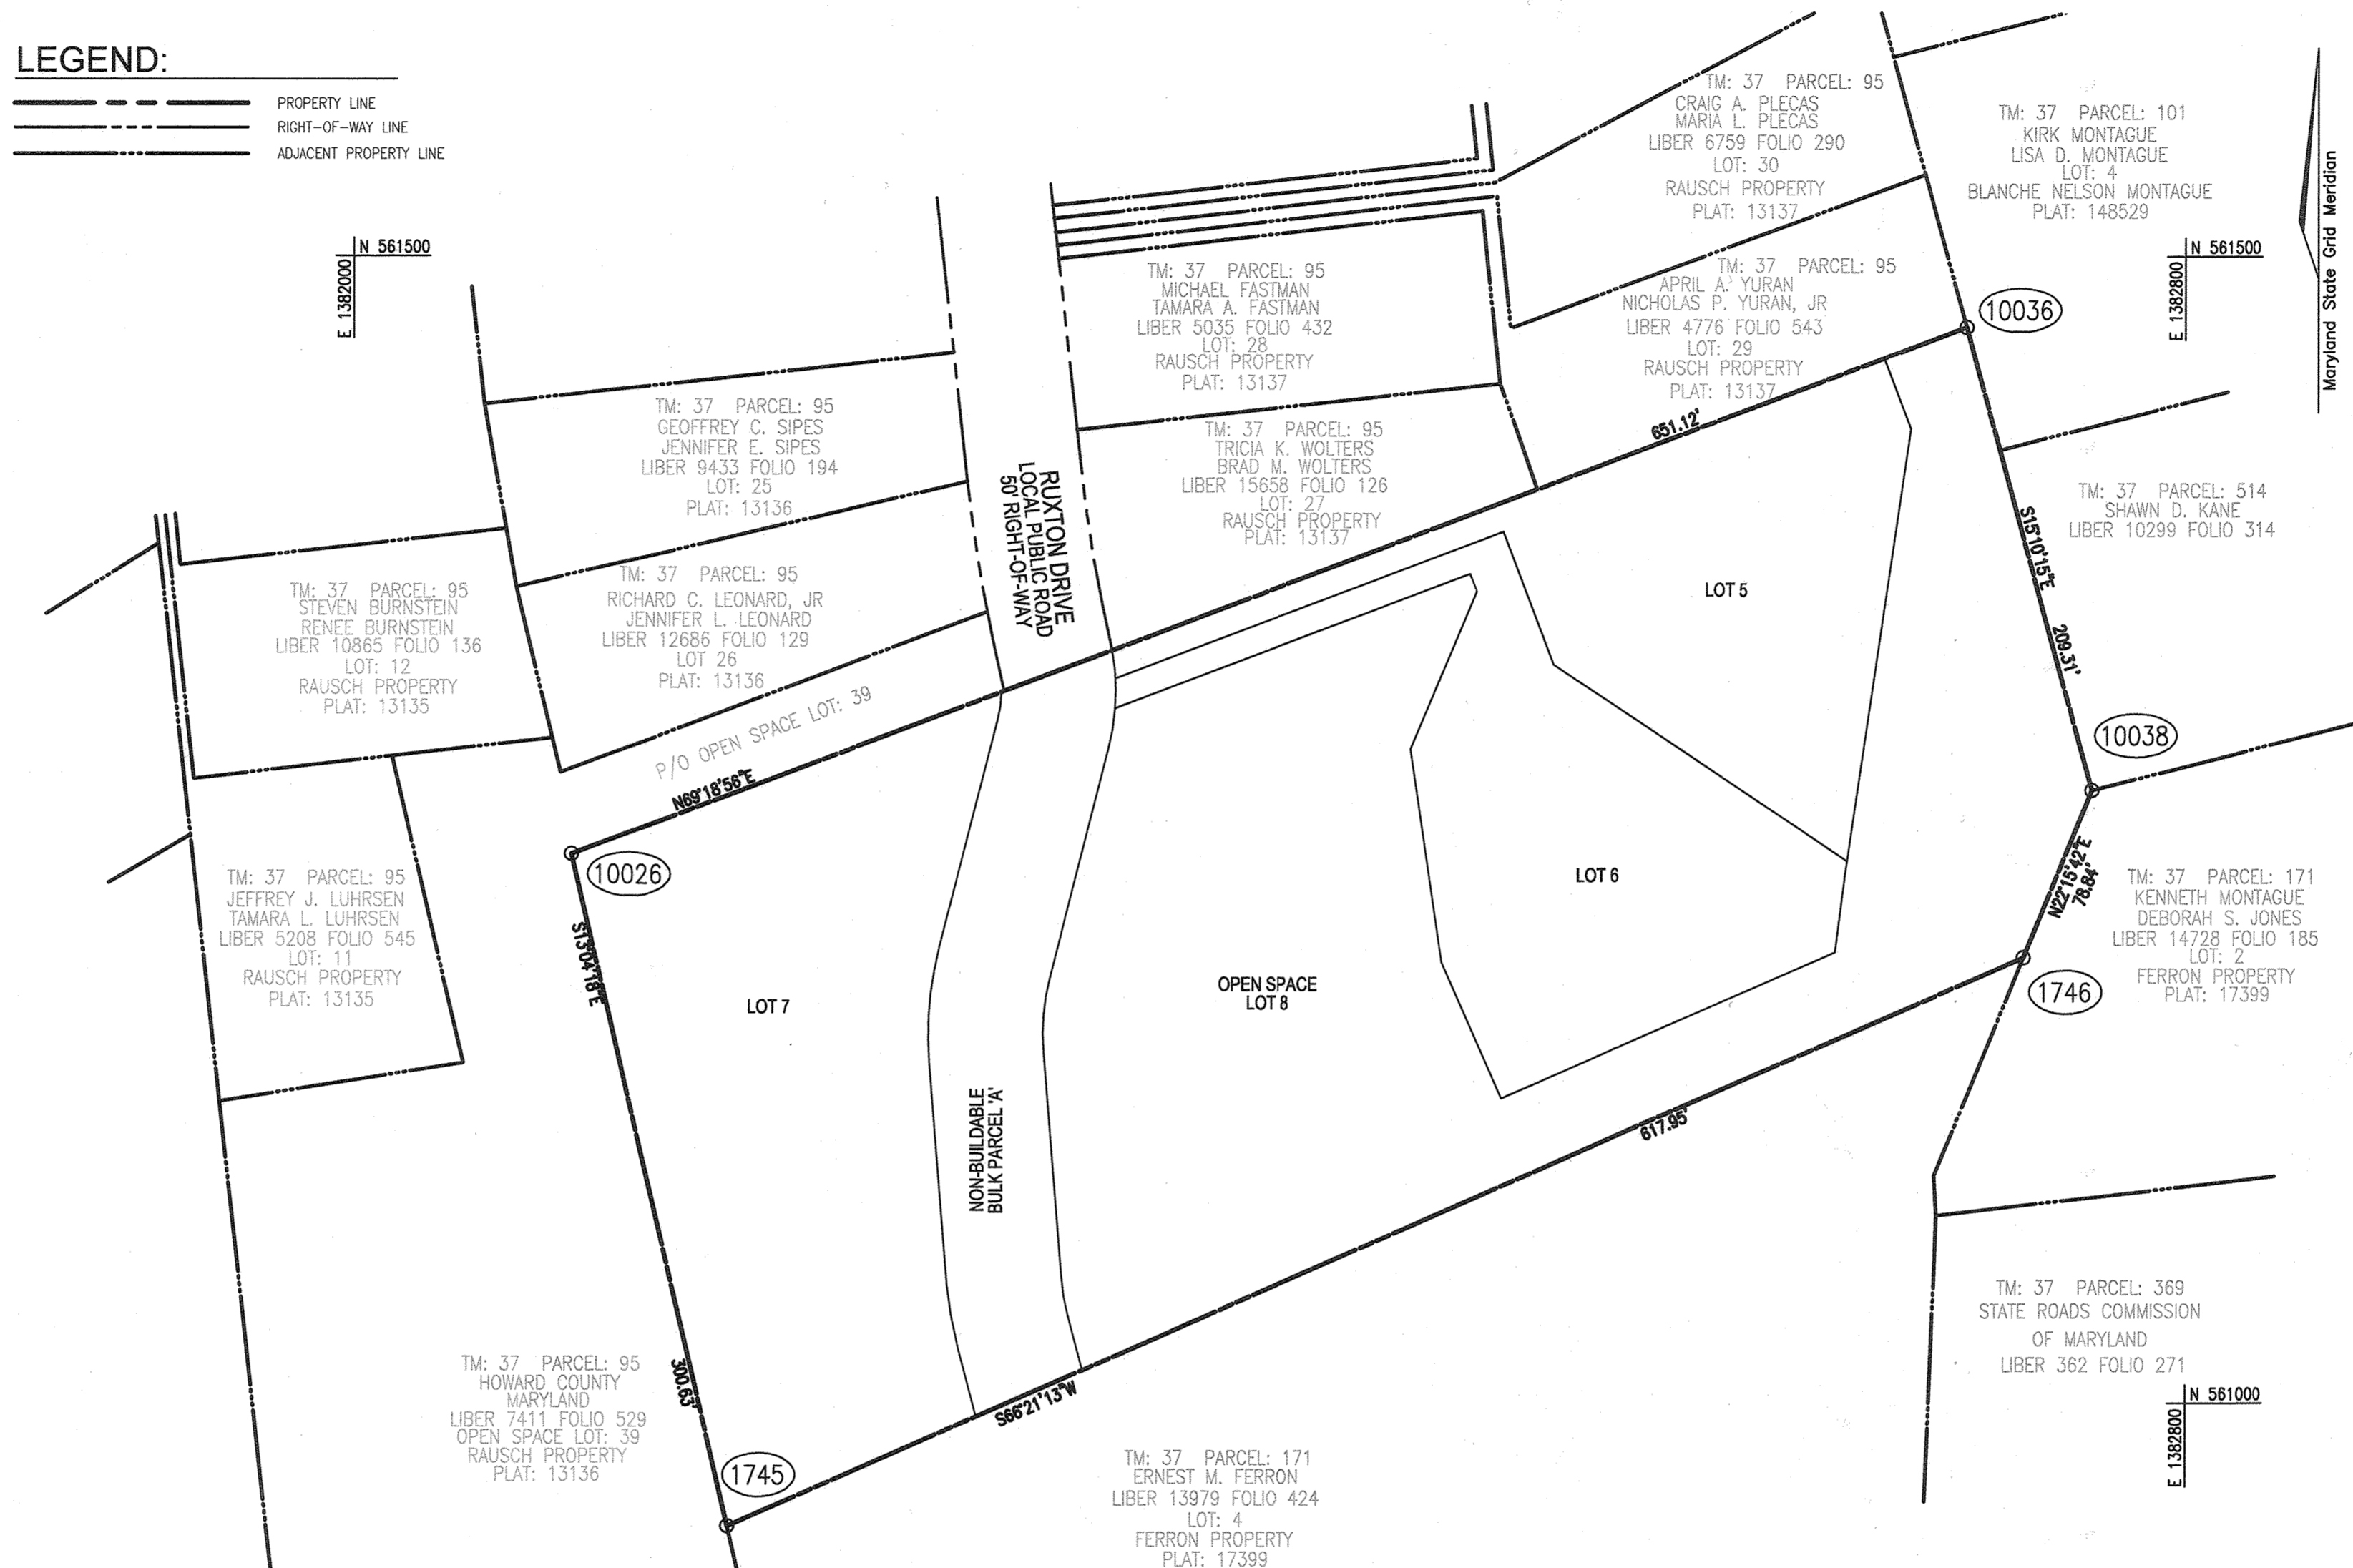 LEGEND:
PROPERTY LINE
RIGHT-OF-WAY LINE
ADJACENT PROPERTY LINE
N 561500
E 1382000
TM: 37 PARCEL: 95
CRAIG A. PLECAS
MARIA L. PLECAS
LIBER 6759 FOLIO 290
LOT: 30
RAUSCH PROPERTY
PLAT: 13137
TM: 37 PARCEL: 101
KIRK MONTAGUE
LISA D. MONTAGUE
LOT: 4
BLANCHE NELSON MONTAGUE
PLAT: 148529
N 561500
E 1382800
Maryland State Grid Meridian
TM: 37 PARCEL: 95
MICHAEL FASTMAN
TAMARA A. FASTMAN
LIBER 5035 FOLIO 432
LOT: 28
RAUSCH PROPERTY
PLAT: 13137
TM: 37 PARCEL: 95
APRIL A. YURAN
NICHOLAS P. YURAN, JR
LIBER 4776 FOLIO 543
LOT: 29
RAUSCH PROPERTY
PLAT: 13137
10036
TM: 37 PARCEL: 95
GEOFFREY C. SIPES
JENNIFER E. SIPES
LIBER 9433 FOLIO 194
LOT: 25
PLAT: 13136
RUXTON DRIVE
LOCAL PUBLIC ROAD
50' RIGHT-OF-WAY
TM: 37 PARCEL: 95
TRICIA K. WOLTERS
BRAD M. WOLTERS
LIBER 15658 FOLIO 126
LOT: 27
RAUSCH PROPERTY
PLAT: 13137
651.12'
TM: 37 PARCEL: 514
SHAWN D. KANE
LIBER 10299 FOLIO 314
S15°10'15"E
209.31'
TM: 37 PARCEL: 95
STEVEN BURNSTEIN
RENEE BURNSTEIN
LIBER 10865 FOLIO 136
LOT: 12
RAUSCH PROPERTY
PLAT: 13135
TM: 37 PARCEL: 95
RICHARD C. LEONARD, JR
JENNIFER L. LEONARD
LIBER 12686 FOLIO 129
LOT 26
PLAT: 13136
LOT 5
P/O OPEN SPACE LOT: 39
N69°18'56"E
10038
10026
TM: 37 PARCEL: 95
JEFFREY J. LUHRSEN
TAMARA L. LUHRSEN
LIBER 5208 FOLIO 545
LOT: 11
RAUSCH PROPERTY
PLAT: 13135
S13°04'18"E
300.63'
LOT 6
N22°15'42"E
78.84'
TM: 37 PARCEL: 171
KENNETH MONTAGUE
DEBORAH S. JONES
LIBER 14728 FOLIO 185
LOT: 2
FERRON PROPERTY
PLAT: 17399
LOT 7
OPEN SPACE
LOT 8
1746
NON-BUILDABLE
BULK PARCEL 'A'
617.95'
S66°21'13"W
TM: 37 PARCEL: 369
STATE ROADS COMMISSION
OF MARYLAND
LIBER 362 FOLIO 271
N 561000
E 1382800
TM: 37 PARCEL: 95
HOWARD COUNTY
MARYLAND
LIBER 7411 FOLIO 529
OPEN SPACE LOT: 39
RAUSCH PROPERTY
PLAT: 13136
1745
TM: 37 PARCEL: 171
ERNEST M. FERRON
LIBER 13979 FOLIO 424
LOT: 4
FERRON PROPERTY
PLAT: 17399